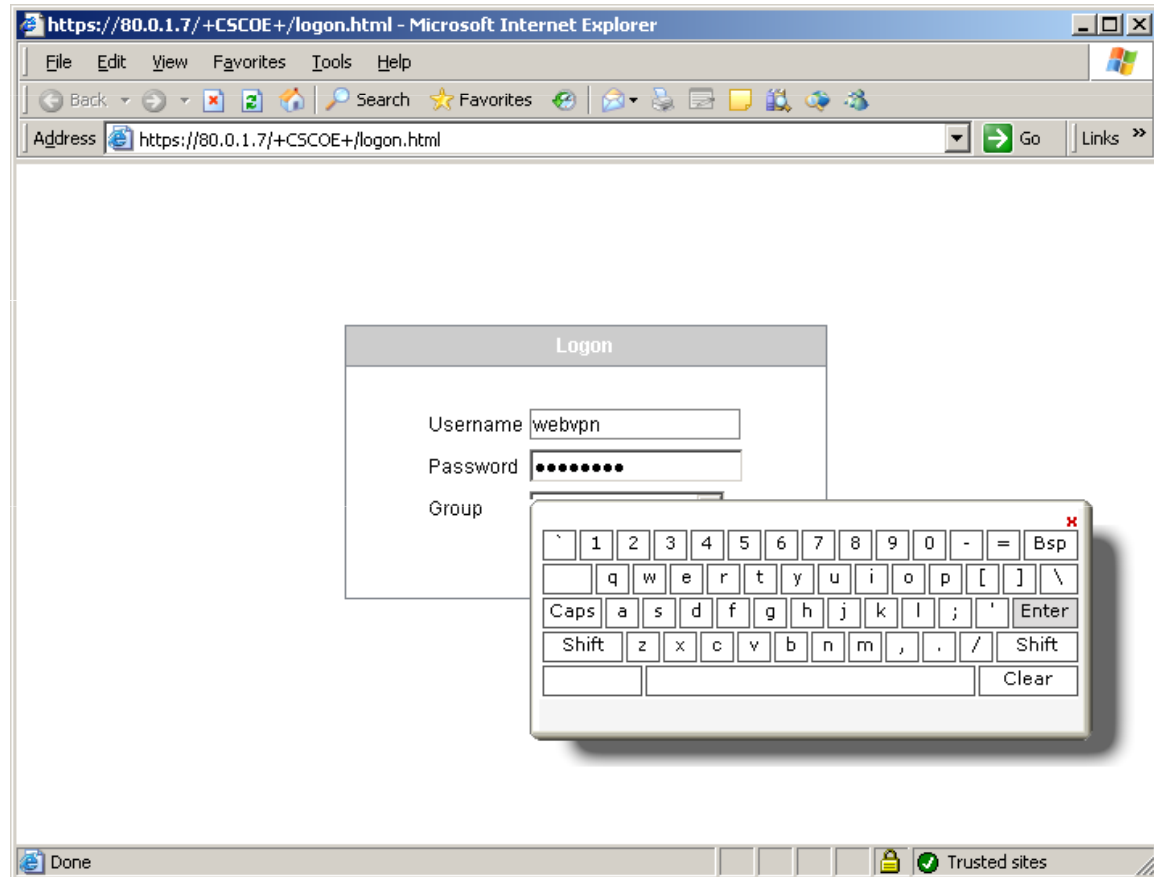 https://80.0.1.7/+CSCOE+/logon.html - Microsoft Internet Explorer
File Edit View Favorites Tools Help
Back Search Favorites
Address https://80.0.1.7/+CSCOE+/logon.html Go Links »
Logon
Username webvpn
Password ●●●●●●●●
Group
x
` 1 2 3 4 5 6 7 8 9 0 - = Bsp
q w e r t y u i o p [ ] \
Caps a s d f g h j k l ; ' Enter
Shift z x c v b n m , . / Shift
Clear
Done Trusted sites